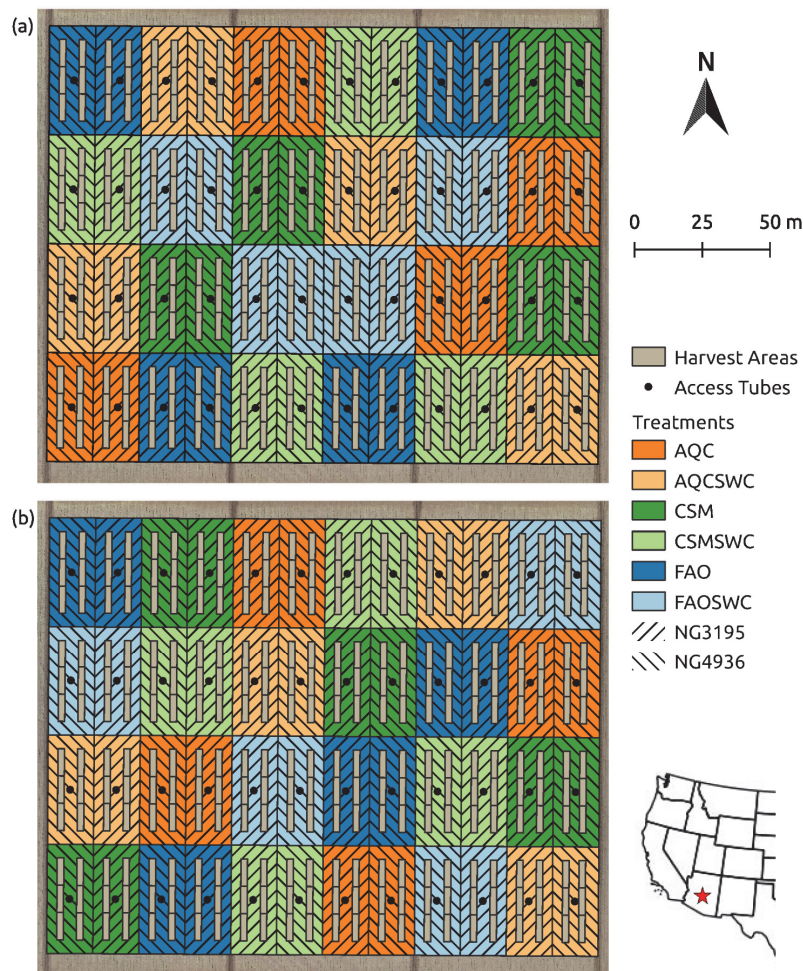 (a)
N
0 25 50 m
Harvest Areas
Access Tubes
Treatments
AQC
AQCSWC
CSM
CSMSWC
FAO
FAOSWC
NG3195
NG4936
(b)